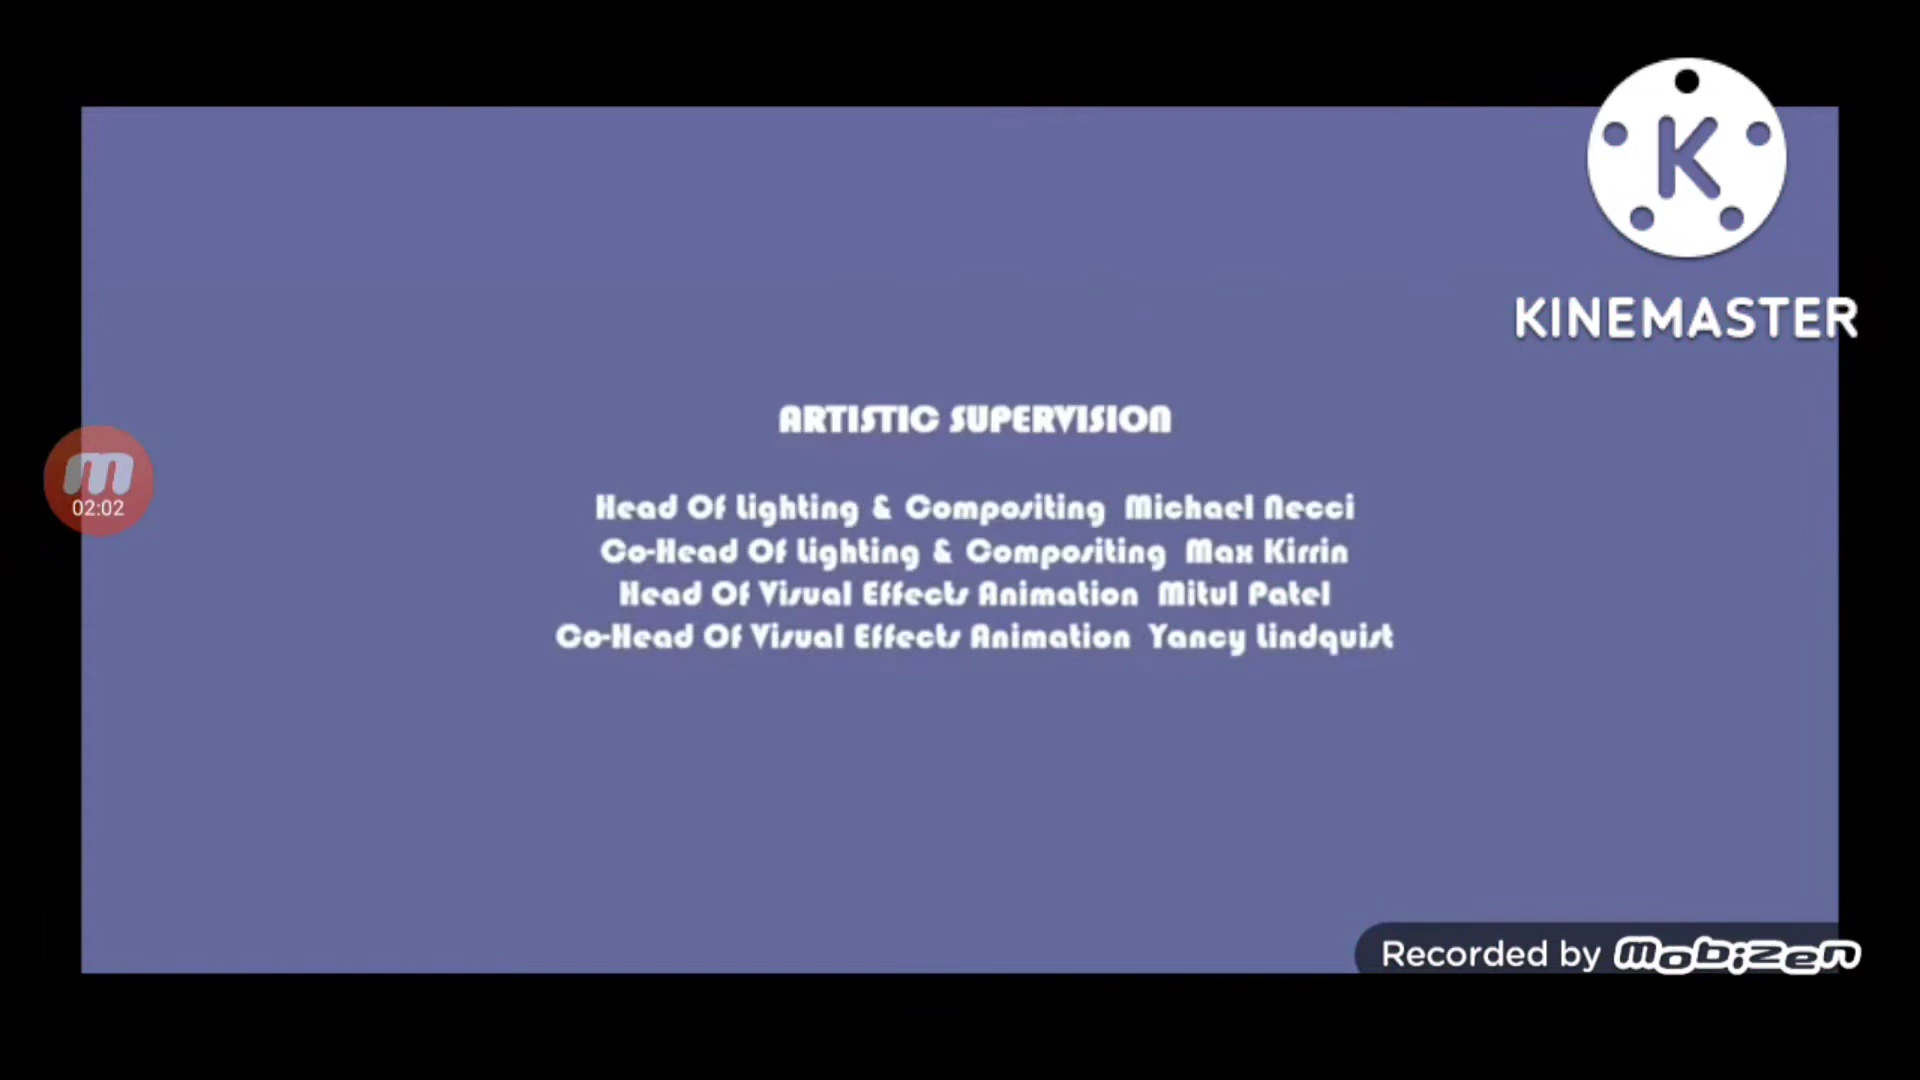 K
KINEMASTER
ARTISTIC SUPERVISION
m
02:02
Head Of Lighting & Compositing Michael Necci
Co-Head Of Lighting & Compositing Max Kirrin
Head Of Visual Effects Animation Mitul Patel
Co-Head Of Visual Effects Animation Yancy Lindquist
Recorded by mobizen